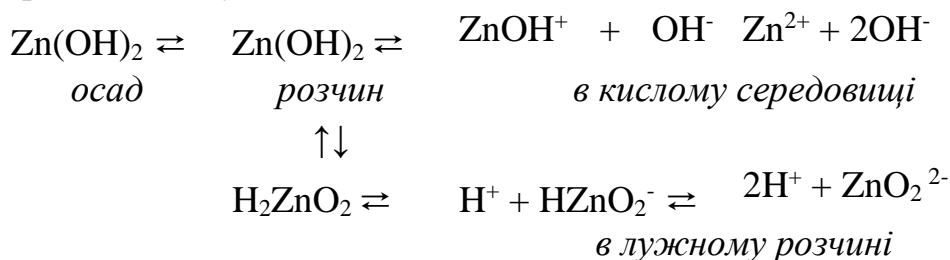 Zn(OH)₂ ⇄ Zn(OH)₂ ⇄ ZnOH⁺ + OH⁻ Zn²⁺ + 2OH⁻
осад розчин в кислому середовищі
↑↓
H₂ZnO₂ ⇄ H⁺ + HZnO₂⁻ ⇄ 2H⁺ + ZnO₂²⁻
в лужному розчині